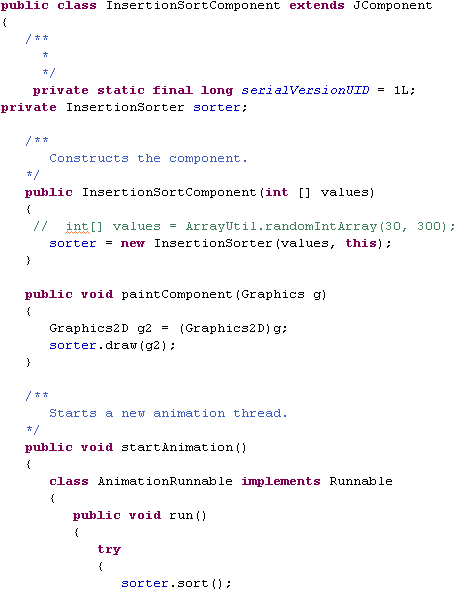 public class InsertionSortComponent extends JComponent
{
   /**
     *
     */
    private static final long serialVersionUID = 1L;
private InsertionSorter sorter;
   /**
      Constructs the component.
   */
   public InsertionSortComponent(int [] values)
   {
    //  int[] values = ArrayUtil.randomIntArray(30, 300);
      sorter = new InsertionSorter(values, this);
   }
   public void paintComponent(Graphics g)
   {
      Graphics2D g2 = (Graphics2D)g;
      sorter.draw(g2);
   }
   /**
      Starts a new animation thread.
   */
   public void startAnimation()
   {
      class AnimationRunnable implements Runnable
      {
         public void run()
         {
            try
            {
               sorter.sort();